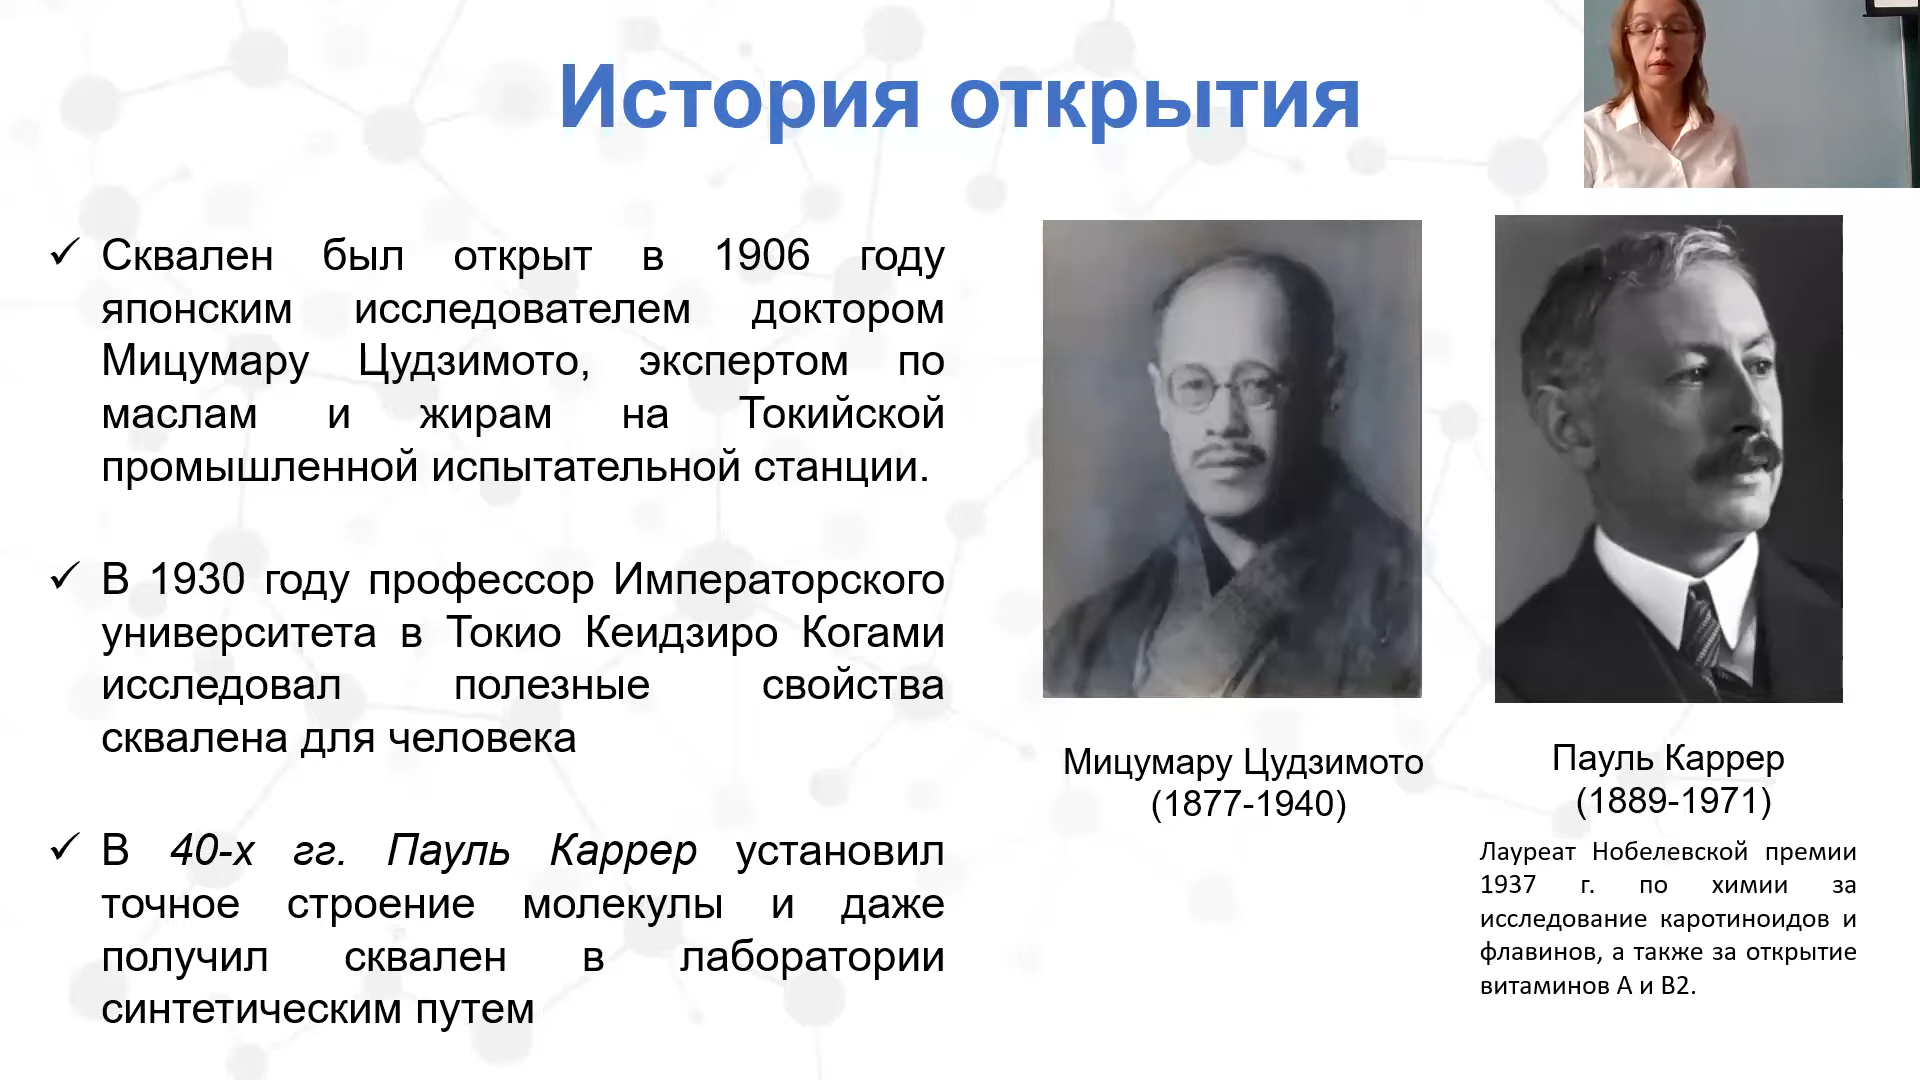 История открытия
Сквален был открыт в 1906 году
японским исследователем доктором
Мицумару Цудзимото, экспертом по
маслам и жирам на Токийской
промышленной испытательной станции.
В 1930 году профессор Императорского
университета в Токио Кеидзиро Когами
исследовал полезные свойства
сквалена для человека
В 40-х гг. Пауль Каррер установил
точное строение молекулы и даже
получил сквален в лаборатории
синтетическим путем
Мицумару Цудзимото
(1877-1940)
Пауль Каррер
(1889-1971)
Лауреат Нобелевской премии
1937 г. по химии за
исследование каротиноидов и
флавинов, а также за открытие
витаминов А и В2.